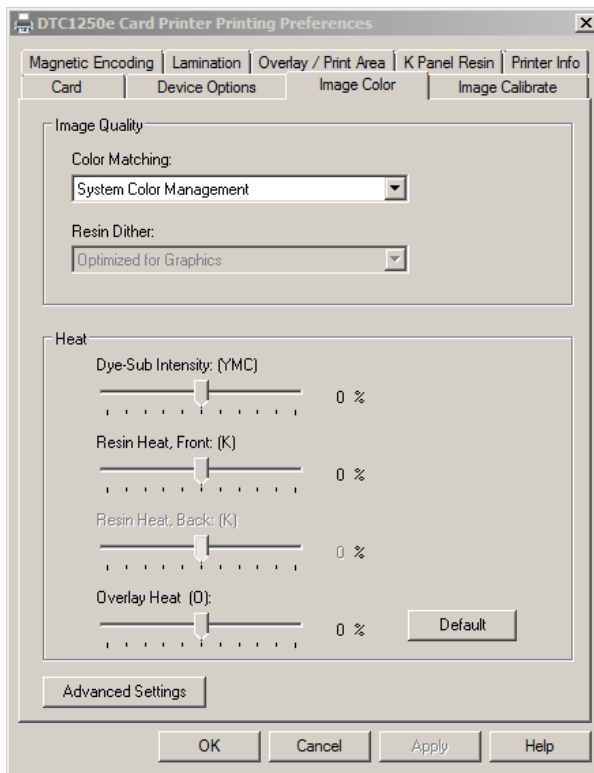 DTC1250e Card Printer Printing Preferences
Magnetic Encoding Lamination Overlay / Print Area K Panel Resin Printer Info
Card Device Options Image Color Image Calibrate
Image Quality
Color Matching:
System Color Management
Resin Dither:
Optimized for Graphics
Heat
Dye-Sub Intensity: (YMC)
0 %
Resin Heat, Front: (K)
0 %
Resin Heat, Back: (K)
0 %
Overlay Heat (O):
0 %
Default
Advanced Settings
OK Cancel Apply Help